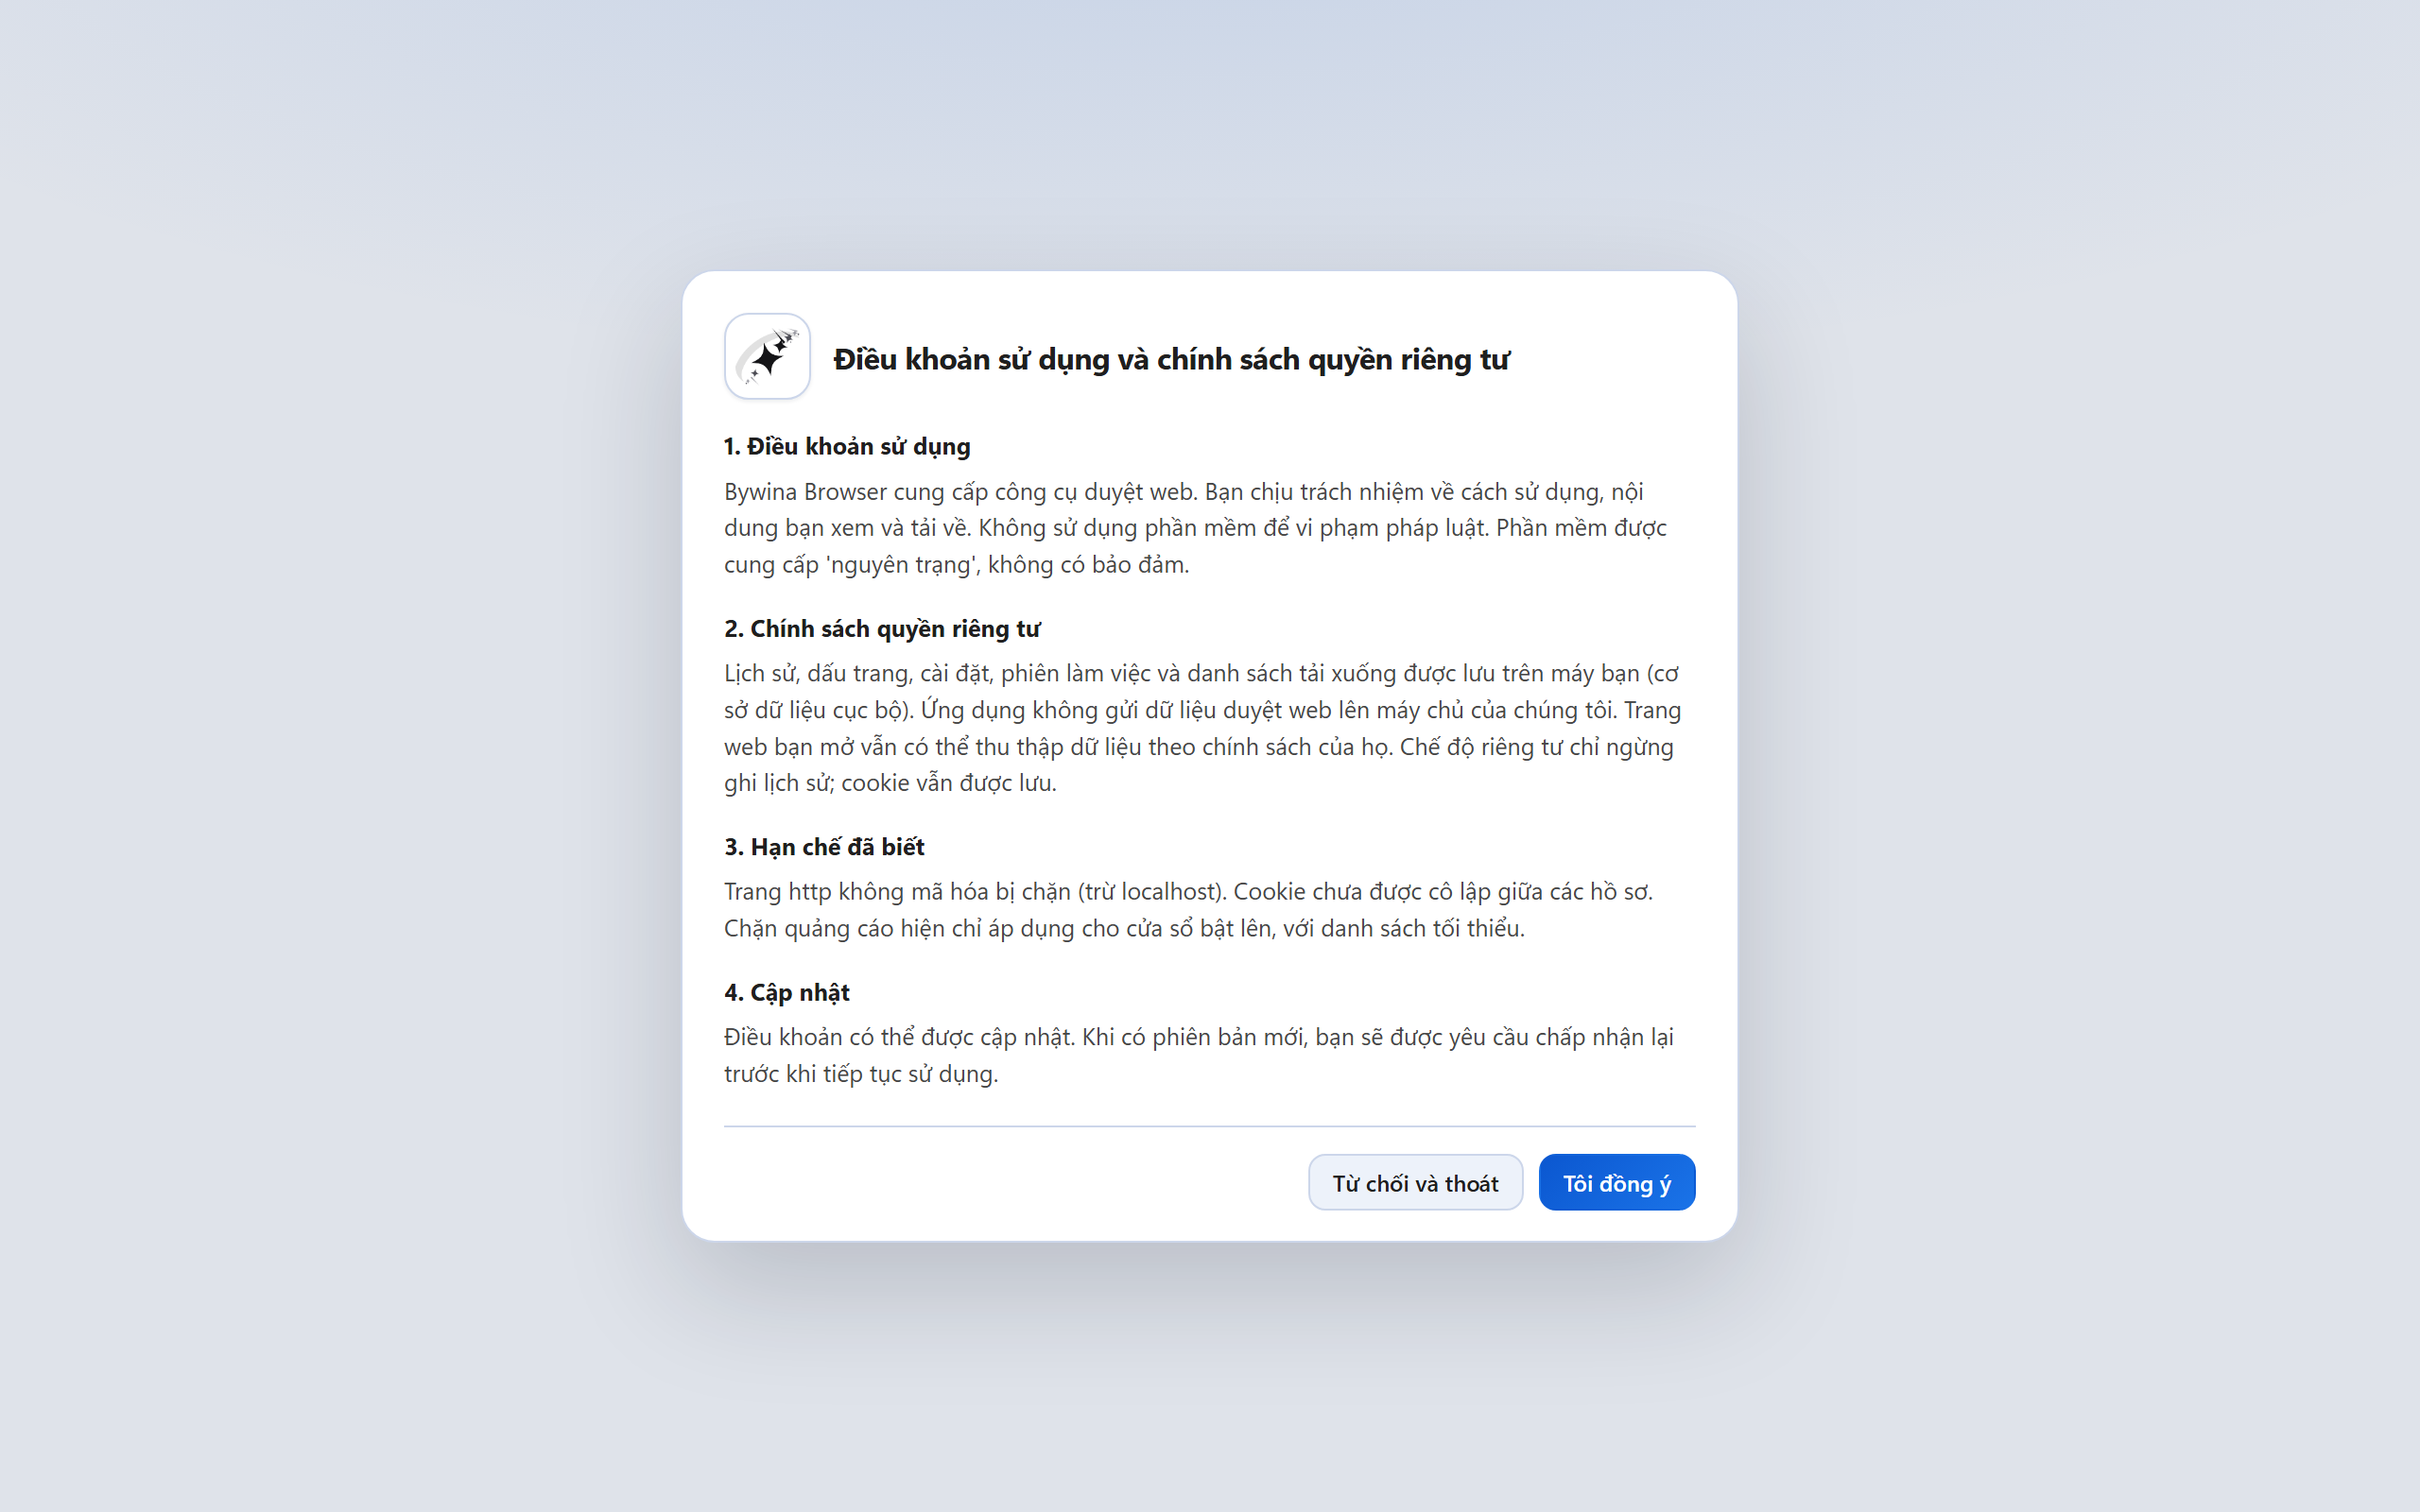 Điều khoản sử dụng và chính sách quyền riêng tư
1. Điều khoản sử dụng
Bywina Browser cung cấp công cụ duyệt web. Bạn chịu trách nhiệm về cách sử dụng, nội
dung bạn xem và tải về. Không sử dụng phần mềm để vi phạm pháp luật. Phần mềm được
cung cấp 'nguyên trạng', không có bảo đảm.
2. Chính sách quyền riêng tư
Lịch sử, dấu trang, cài đặt, phiên làm việc và danh sách tải xuống được lưu trên máy bạn (cơ
sở dữ liệu cục bộ). Ứng dụng không gửi dữ liệu duyệt web lên máy chủ của chúng tôi. Trang
web bạn mở vẫn có thể thu thập dữ liệu theo chính sách của họ. Chế độ riêng tư chỉ ngừng
ghi lịch sử; cookie vẫn được lưu.
3. Hạn chế đã biết
Trang http không mã hóa bị chặn (trừ localhost). Cookie chưa được cô lập giữa các hồ sơ.
Chặn quảng cáo hiện chỉ áp dụng cho cửa sổ bật lên, với danh sách tối thiểu.
4. Cập nhật
Điều khoản có thể được cập nhật. Khi có phiên bản mới, bạn sẽ được yêu cầu chấp nhận lại
trước khi tiếp tục sử dụng.
Từ chối và thoát
Tôi đồng ý